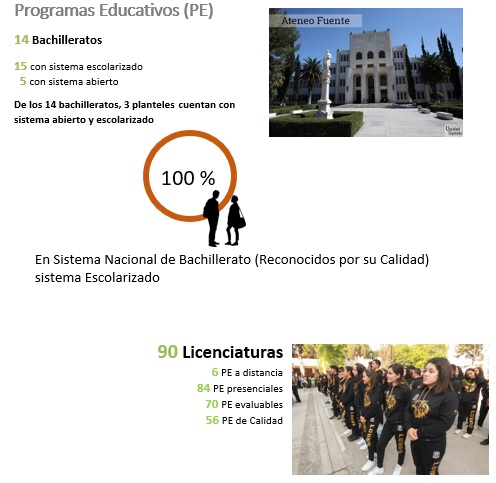 Programas Educativos (PE)
14 Bachilleratos
15 con sistema escolarizado
5 con sistema abierto
De los 14 bachilleratos, 3 planteles cuentan con
sistema abierto y escolarizado
Ateneo Fuente
100 %
En Sistema Nacional de Bachillerato (Reconocidos por su Calidad)
sistema Escolarizado
90 Licenciaturas
6 PE a distancia
84 PE presenciales
70 PE evaluables
56 PE de Calidad